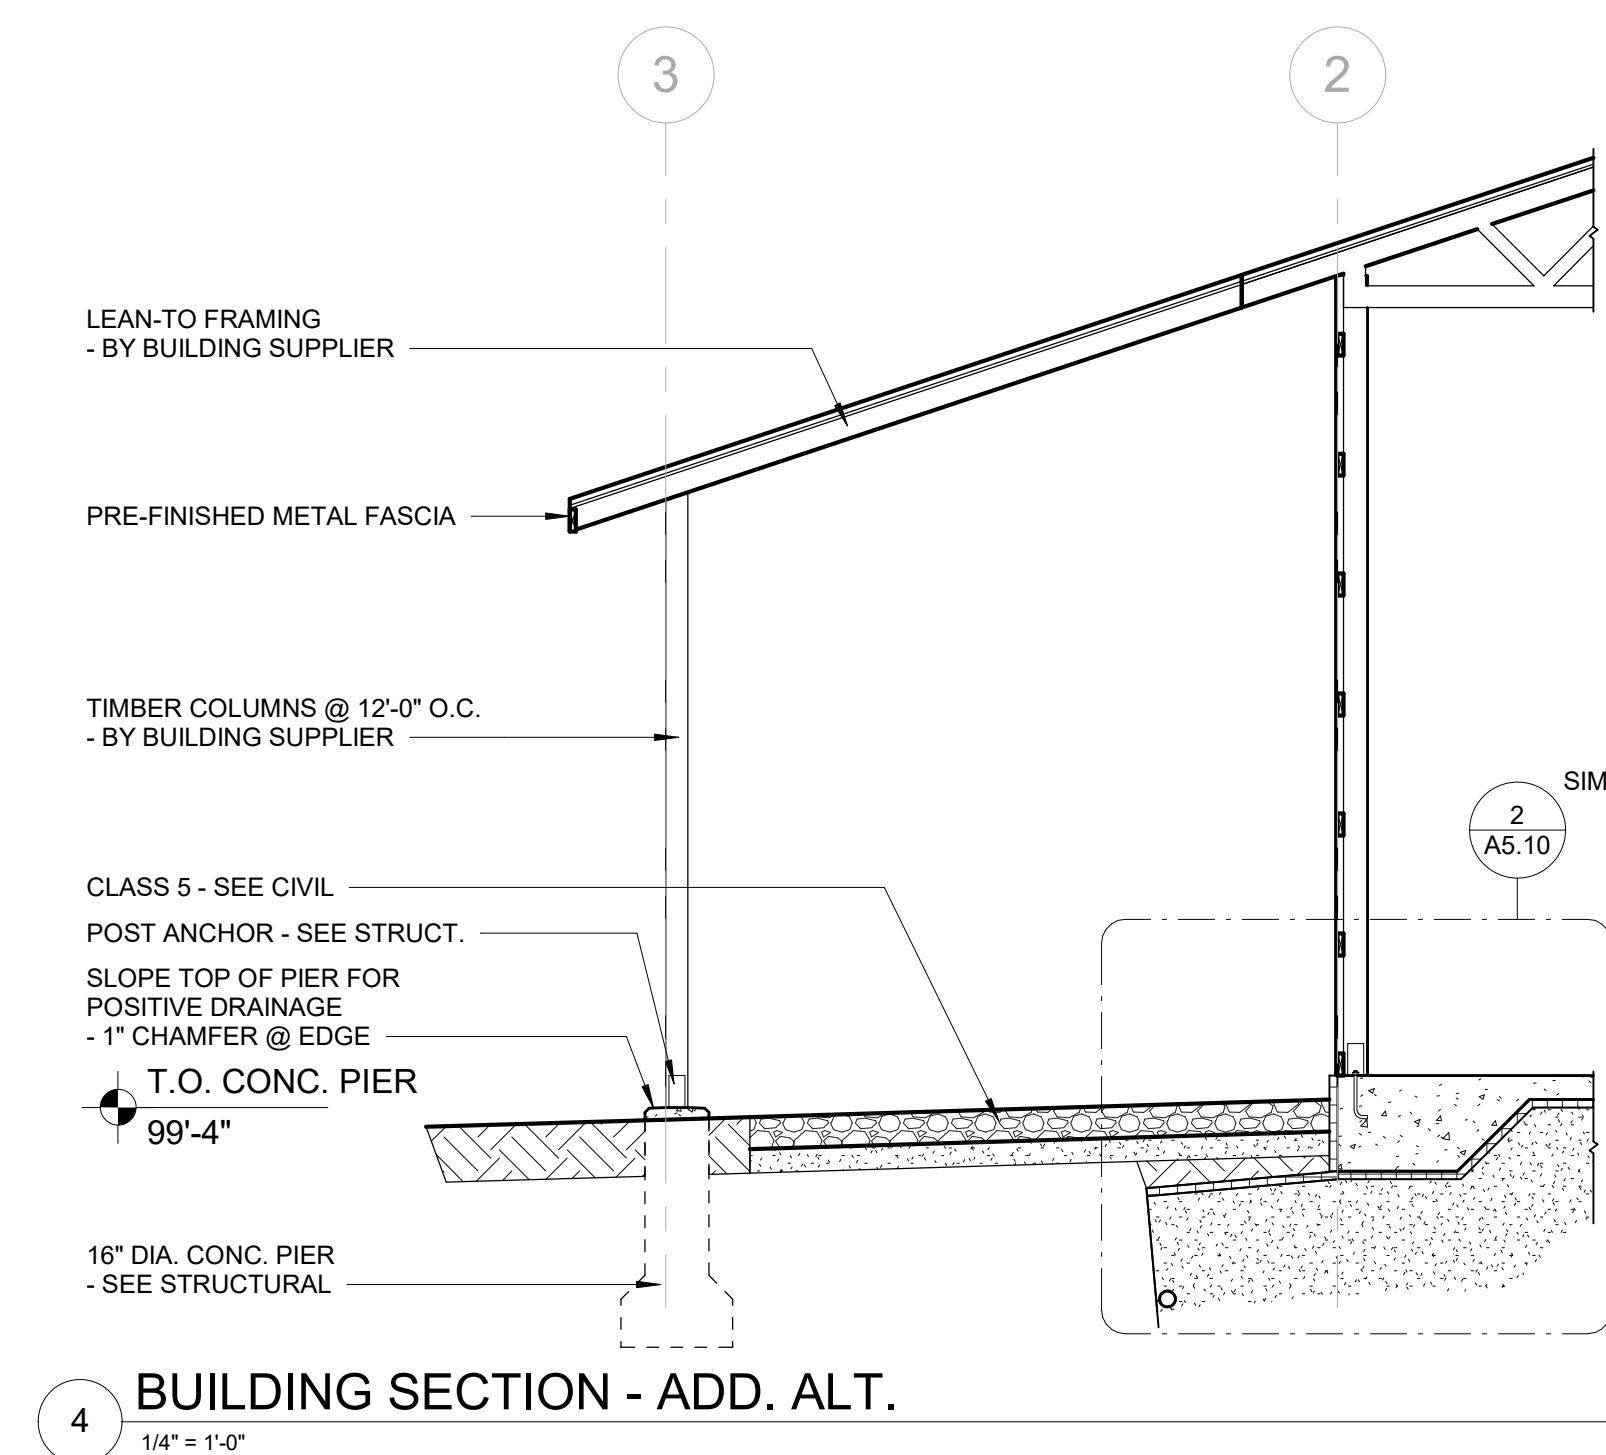 3
2
LEAN-TO FRAMING
- BY BUILDING SUPPLIER
PRE-FINISHED METAL FASCIA
TIMBER COLUMNS @ 12'-0" O.C.
- BY BUILDING SUPPLIER
SIM
2
A5.10
CLASS 5 - SEE CIVIL
POST ANCHOR - SEE STRUCT.
SLOPE TOP OF PIER FOR
POSITIVE DRAINAGE
- 1" CHAMFER @ EDGE
T.O. CONC. PIER
99'-4"
16" DIA. CONC. PIER
- SEE STRUCTURAL
4
BUILDING SECTION - ADD. ALT.
1/4" = 1'-0"